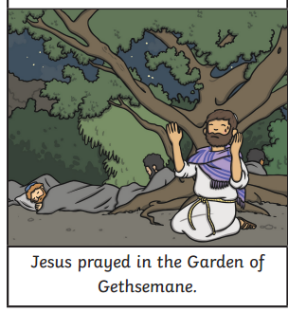 Jesus prayed in the Garden of
Gethsemane.